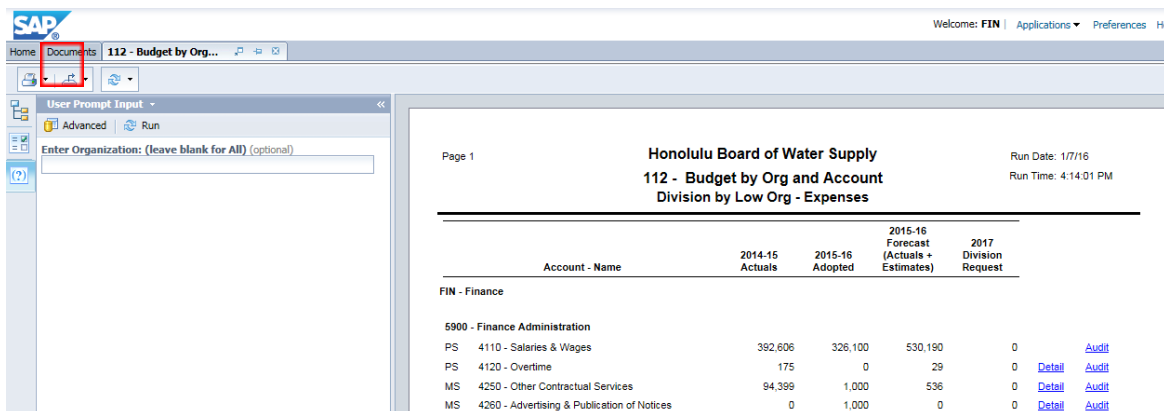 SAP
Welcome: FIN | Applications Preferences
Home Documents 112 - Budget by Org...
User Prompt Input
Advanced | Run
Enter Organization: (leave blank for All) (optional)
Page 1 Honolulu Board of Water Supply Run Date: 1/7/16
112 - Budget by Org and Account Run Time: 4:14:01 PM
Division by Low Org - Expenses
2015-16
Forecast 2017
2014-15 2015-16 (Actuals + Division
Account - Name Actuals Adopted Estimates) Request
FIN - Finance
5900 - Finance Administration
PS 4110 - Salaries & Wages 392,606 326,100 530,190 0 Audit
PS 4120 - Overtime 175 0 29 0 Detail Audit
MS 4250 - Other Contractual Services 94,399 1,000 536 0 Detail Audit
MS 4260 - Advertising & Publication of Notices 0 1,000 0 0 Detail Audit